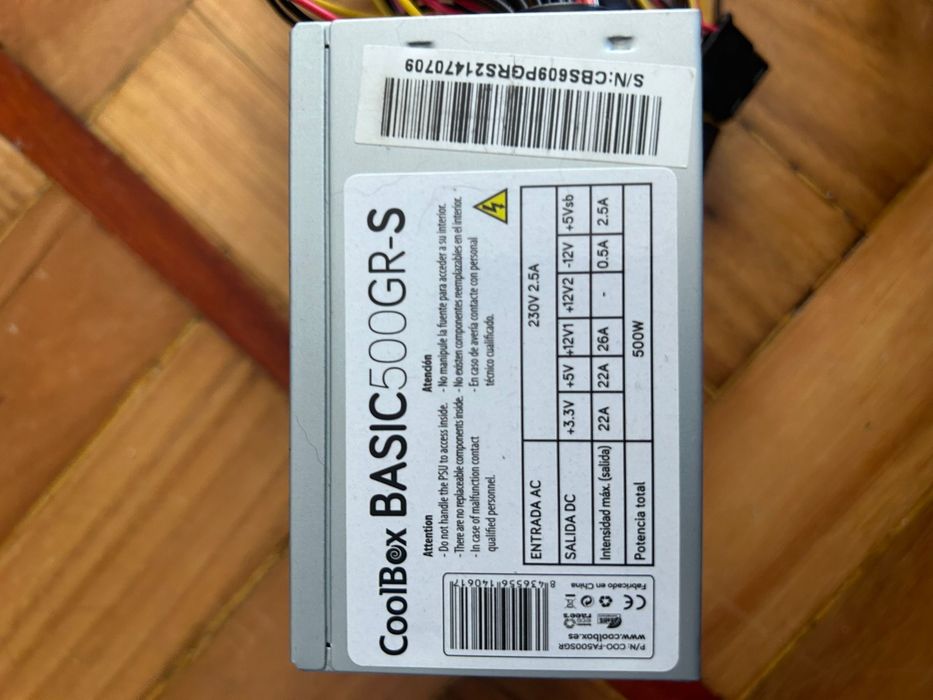 S/N:CBS609PGRS21470709
CoolBox BASIC500GR-S
Attention
- Do not handle the PSU to access inside.
- There are no replaceable components inside.
- In case of malfunction contact
qualified personnel.
Atención
- No manipule la fuente para acceder a su interior.
- No existen componentes reemplazables en el interior.
- En caso de avería contacte con personal
técnico cualificado.
ENTRADA AC 230V 2.5A
SALIDA DC +3.3V +5V +12V1 +12V2 -12V +5Vsb
Intensidad máx. (salida) 22A 22A 26A - 0.5A 2.5A
Potencia total 500W
8 436556 140617
Fabricado en China
CE
www.coolbox.es
P/N: COO-FA500SGR